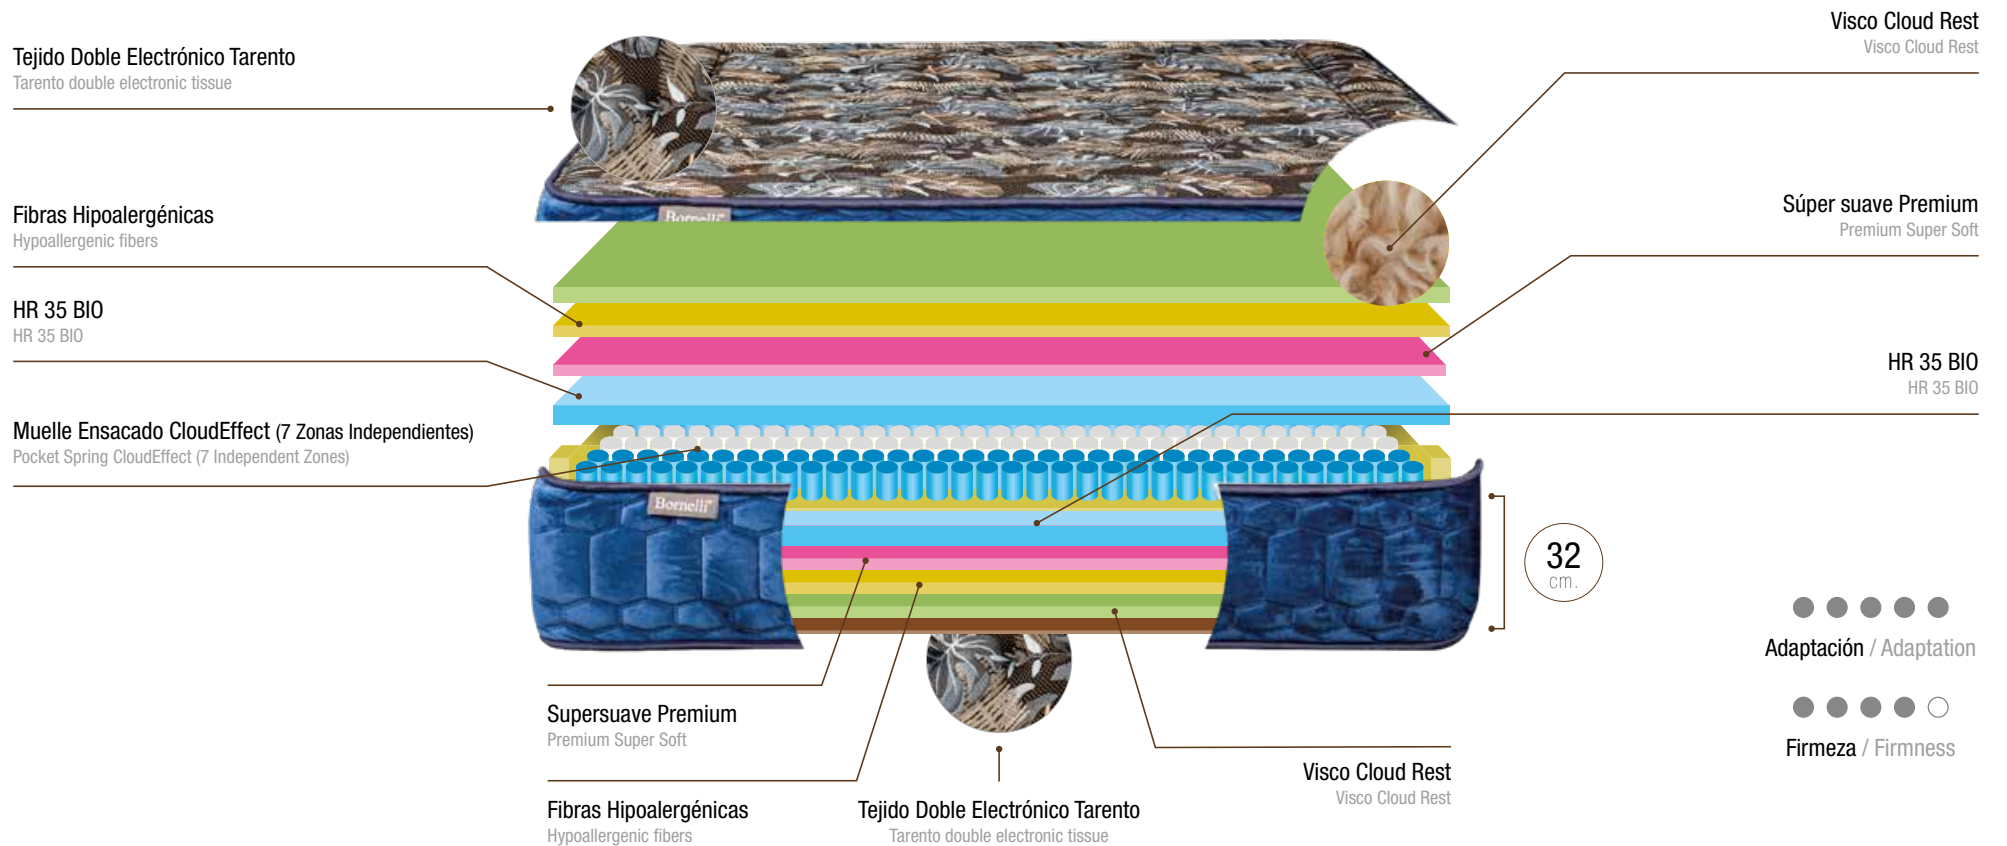 Visco Cloud Rest
Visco Cloud Rest
Tejido Doble Electrónico Tarento
Tarento double electronic tissue
Súper suave Premium
Premium Super Soft
Fibras Hipoalergénicas
Hypoallergenic fibers
Bornelli
HR 35 BIO
HR 35 BIO
HR 35 BIO
HR 35 BIO
Muelle Ensacado CloudEffect (7 Zonas Independientes)
Pocket Spring CloudEffect (7 Independent Zones)
Bornelli
32
cm.
Adaptación / Adaptation
Supersuave Premium
Premium Super Soft
Firmeza / Firmness
Visco Cloud Rest
Visco Cloud Rest
Fibras Hipoalergénicas
Hypoallergenic fibers
Tejido Doble Electrónico Tarento
Tarento double electronic tissue